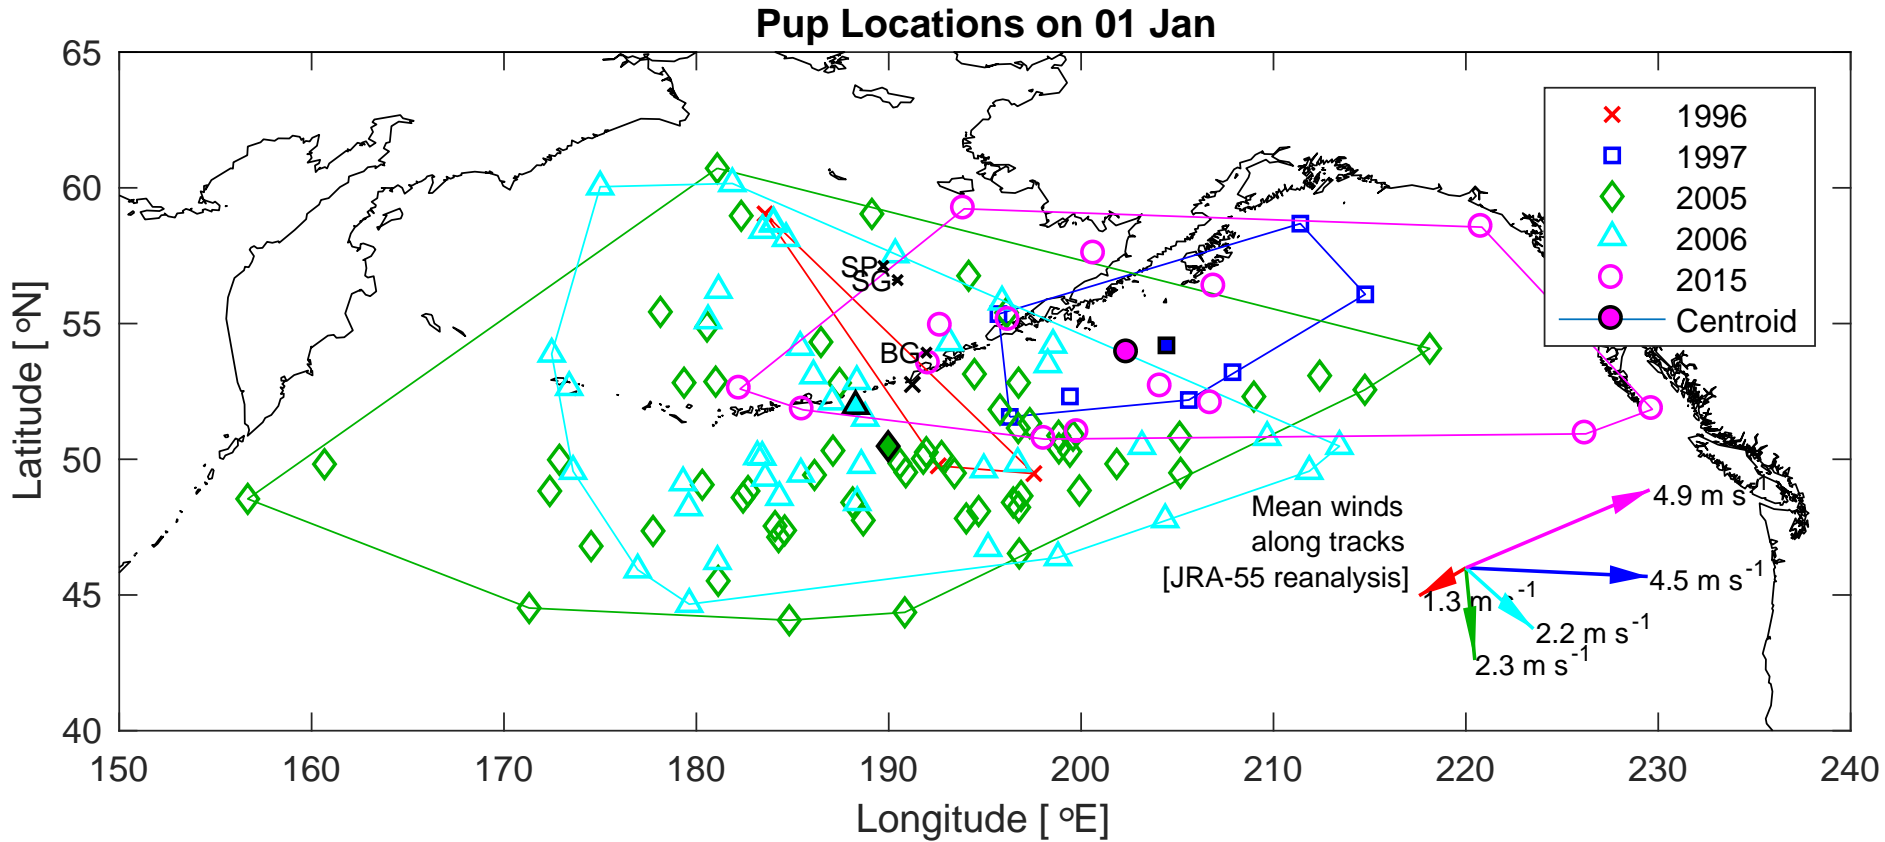 Pup Locations on 01 Jan
65
60
55
50
45
40
150 160 170 180 190 200 210 220 230 240
Latitude [ °N]
Longitude [ °E]
1996
1997
2005
2006
2015
Centroid
SP
SG
BG
Mean winds
along tracks
[JRA-55 reanalysis]
4.9 m s
4.5 m s⁻¹
1.3 m s⁻¹
2.2 m s⁻¹
2.3 m s⁻¹